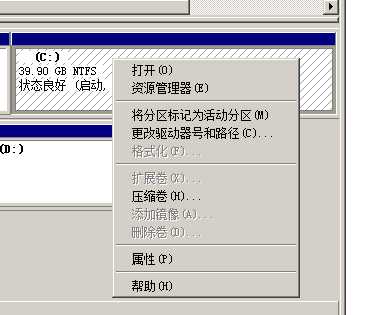 (C:)
39.90 GB NTFS
状态良好 (启动,
(D:)
打开(O)
资源管理器(E)
将分区标记为活动分区(M)
更改驱动器号和路径(C)...
格式化(F)...
扩展卷(X)...
压缩卷(H)...
添加镜像(A)...
删除卷(D)...
属性(P)
帮助(H)